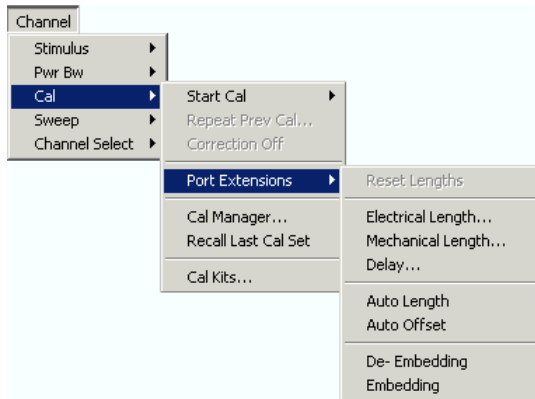 Channel
Stimulus
Pwr Bw
Cal
Sweep
Channel Select
Start Cal
Repeat Prev Cal...
Correction Off
Port Extensions
Cal Manager...
Recall Last Cal Set
Cal Kits...
Reset Lengths
Electrical Length...
Mechanical Length...
Delay...
Auto Length
Auto Offset
De- Embedding
Embedding